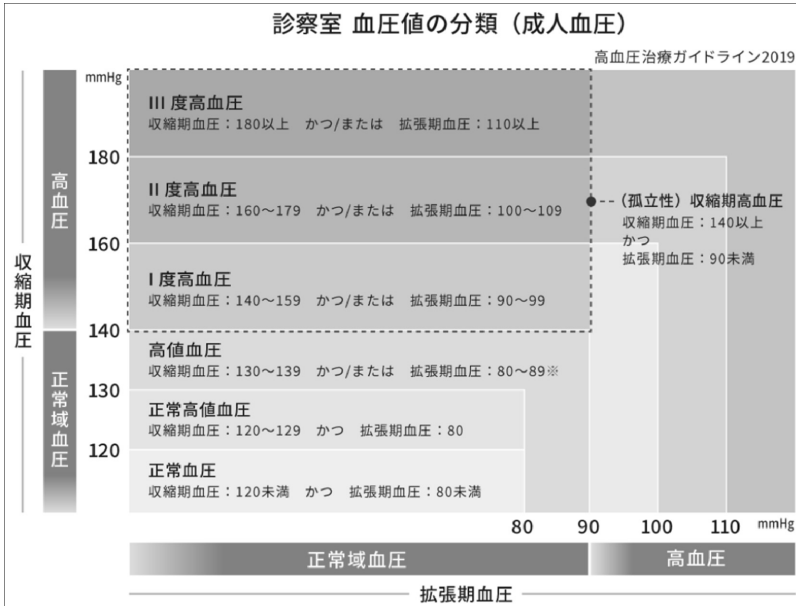 診察室 血圧値の分類（成人血圧）
高血圧治療ガイドライン2019
mmHg
III 度高血圧
収縮期血圧：180以上　かつ/または　拡張期血圧：110以上
180
II 度高血圧
収縮期血圧：160〜179　かつ/または　拡張期血圧：100〜109
（孤立性）収縮期高血圧
収縮期血圧：140以上
かつ
拡張期血圧：90未満
160
I 度高血圧
収縮期血圧：140〜159　かつ/または　拡張期血圧：90〜99
140
高値血圧
収縮期血圧：130〜139　かつ/または　拡張期血圧：80〜89※
130
正常高値血圧
収縮期血圧：120〜129　かつ　拡張期血圧：80
120
正常血圧
収縮期血圧：120未満　かつ　拡張期血圧：80未満
収縮期血圧
高血圧
正常域血圧
80 90 100 110 mmHg
正常域血圧 高血圧
拡張期血圧